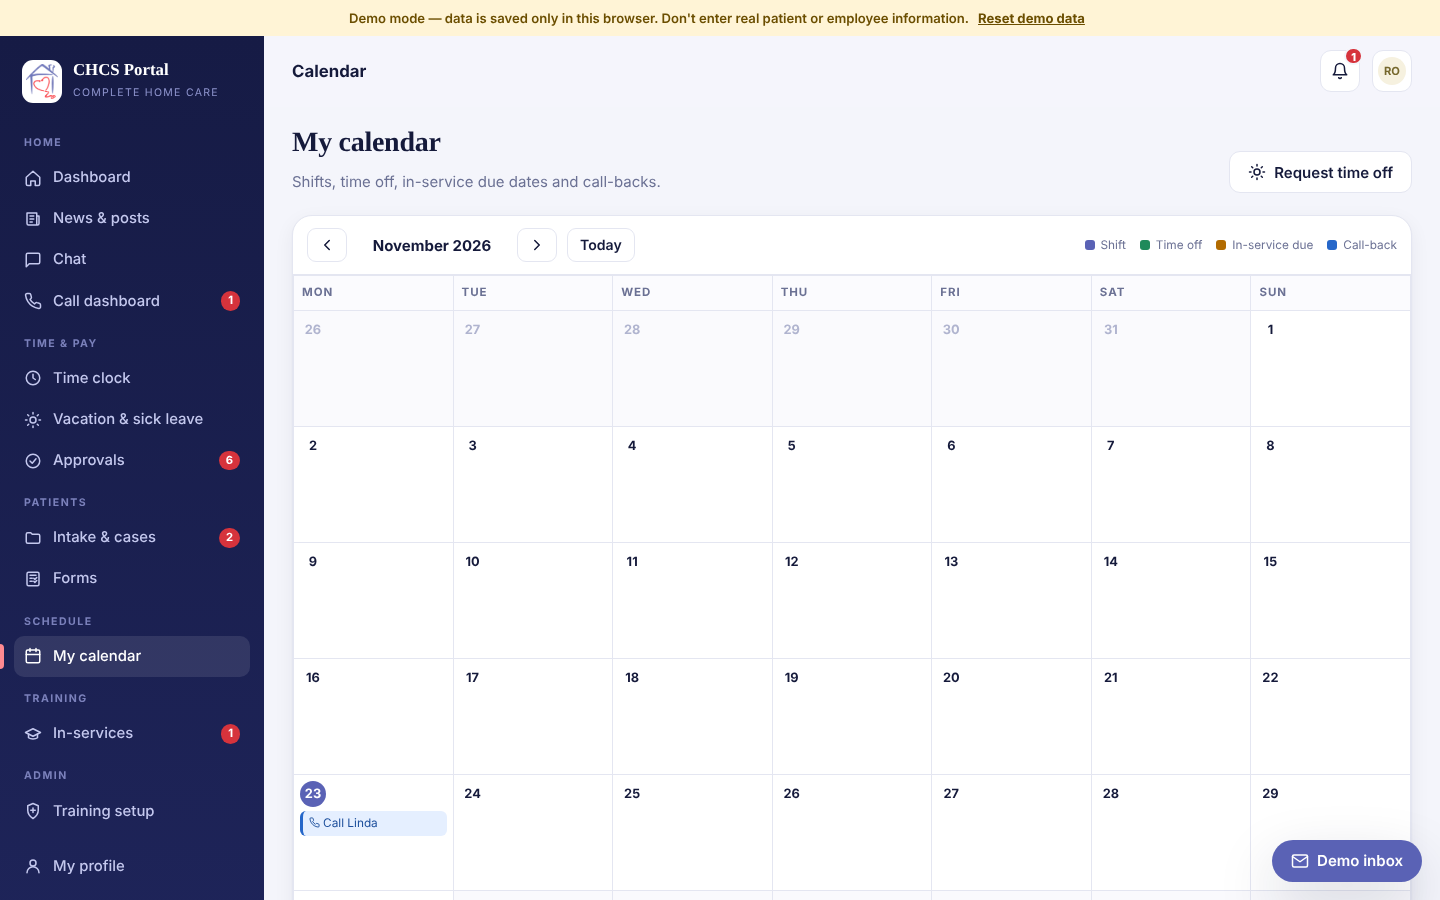 Demo mode — data is saved only in this browser. Don't enter real patient or employee information. Reset demo data
CHCS Portal
COMPLETE HOME CARE
HOME
Dashboard
News & posts
Chat
Call dashboard 1
TIME & PAY
Time clock
Vacation & sick leave
Approvals 6
PATIENTS
Intake & cases 2
Forms
SCHEDULE
My calendar
TRAINING
In-services 1
ADMIN
Training setup
My profile
Calendar
1
RO
My calendar
Shifts, time off, in-service due dates and call-backs.
Request time off
November 2026
Today
Shift Time off In-service due Call-back
MON TUE WED THU FRI SAT SUN
26 27 28 29 30 31 1
2 3 4 5 6 7 8
9 10 11 12 13 14 15
16 17 18 19 20 21 22
23 24 25 26 27 28 29
Call Linda
Demo inbox